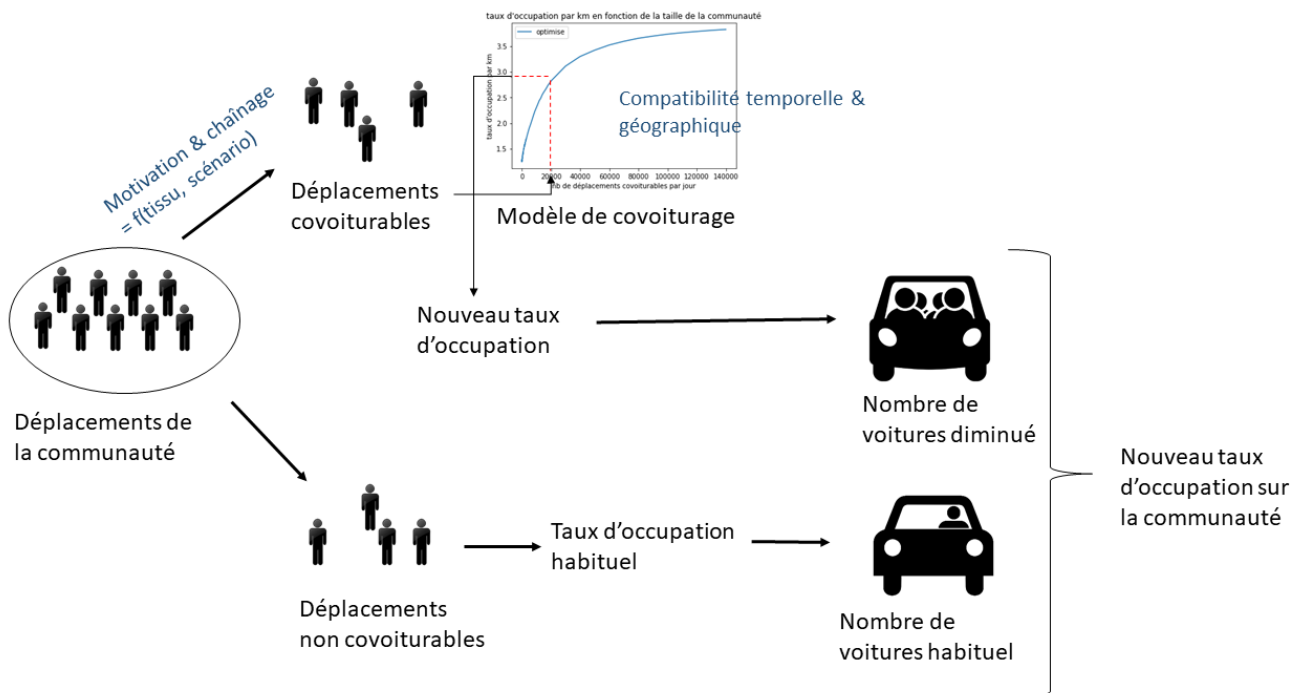 taux d'occupation par km en fonction de la taille de la communauté
optimise
taux d'occupation par km
3.5
3.0
2.5
2.0
1.5
0
20000
40000
60000
80000
100000
120000
140000
nb de déplacements covoiturables par jour
Compatibilité temporelle &
géographique
Motivation & chaînage
= f(tissu, scénario)
Déplacements
covoiturables
Modèle de covoiturage
Nouveau taux
d’occupation
Déplacements de
la communauté
Nombre de
voitures diminué
Nouveau taux
d’occupation sur
la communauté
Taux d’occupation
habituel
Déplacements
non covoiturables
Nombre de
voitures habituel